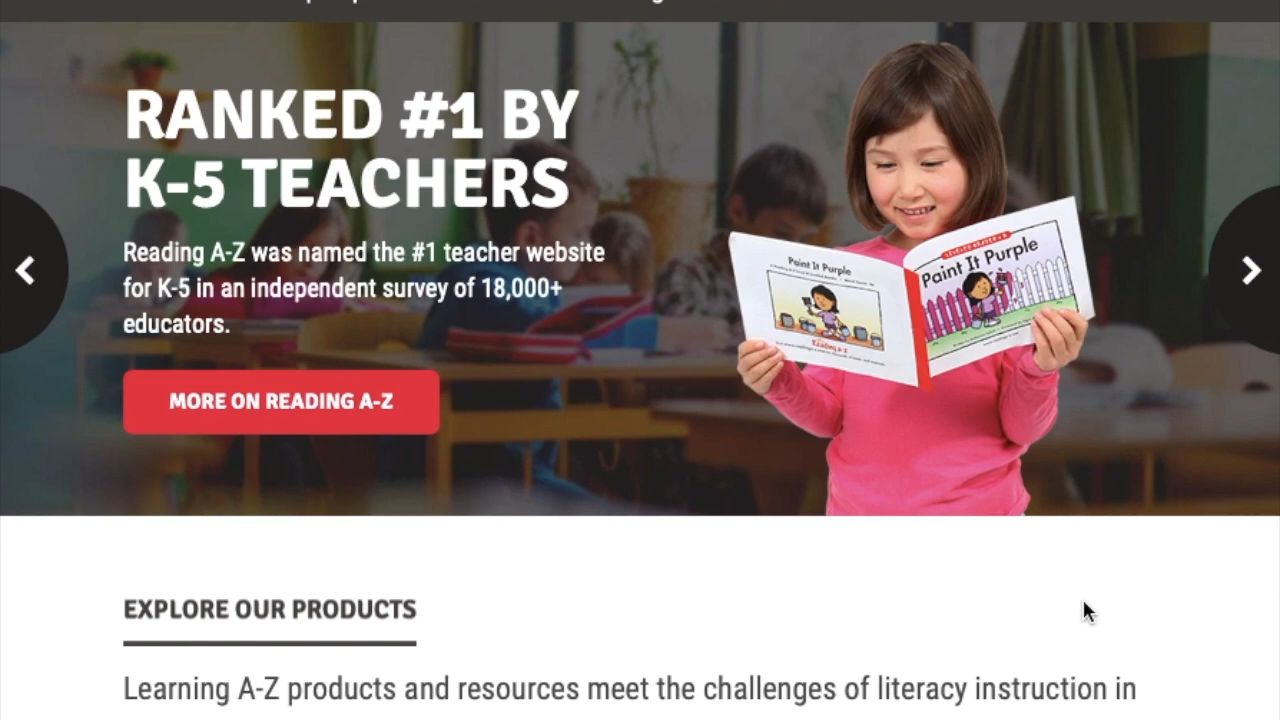 RANKED #1 BY
K-5 TEACHERS
Reading A-Z was named the #1 teacher website
for K-5 in an independent survey of 18,000+
educators.
MORE ON READING A-Z
Paint It Purple
Reading a-z
Paint It Purple
EXPLORE OUR PRODUCTS
Learning A-Z products and resources meet the challenges of literacy instruction in